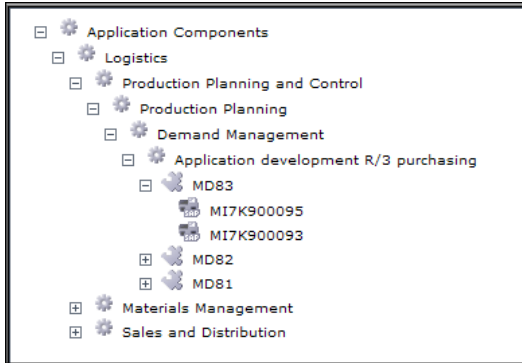 Application Components
Logistics
Production Planning and Control
Production Planning
Demand Management
Application development R/3 purchasing
MD83
MI7K900095
MI7K900093
MD82
MD81
Materials Management
Sales and Distribution